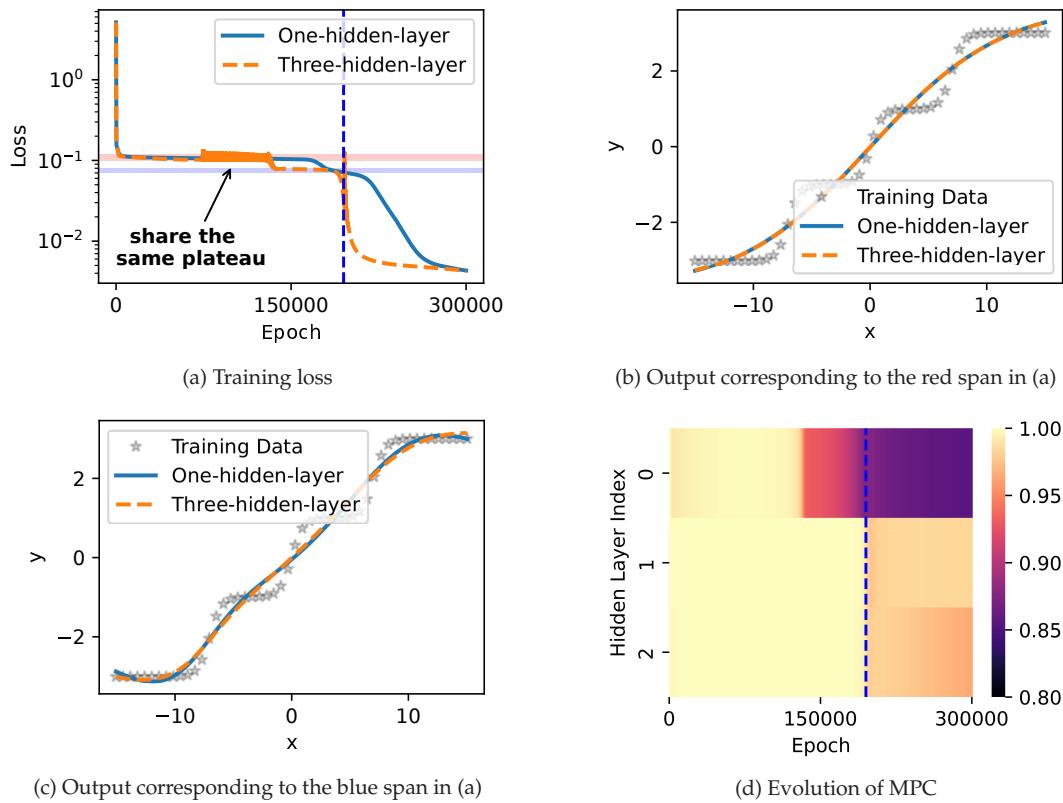 One-hidden-layer
Three-hidden-layer
10⁰
10⁻¹
10⁻²
Loss
share the
same plateau
0
150000
300000
Epoch
(a) Training loss
2
0
−2
y
Training Data
One-hidden-layer
Three-hidden-layer
−10
0
10
x
(b) Output corresponding to the red span in (a)
Training Data
One-hidden-layer
Three-hidden-layer
2
0
−2
y
−10
0
10
x
(c) Output corresponding to the blue span in (a)
Hidden Layer Index
0
1
2
0
150000
300000
Epoch
1.00
0.95
0.90
0.85
0.80
(d) Evolution of MPC